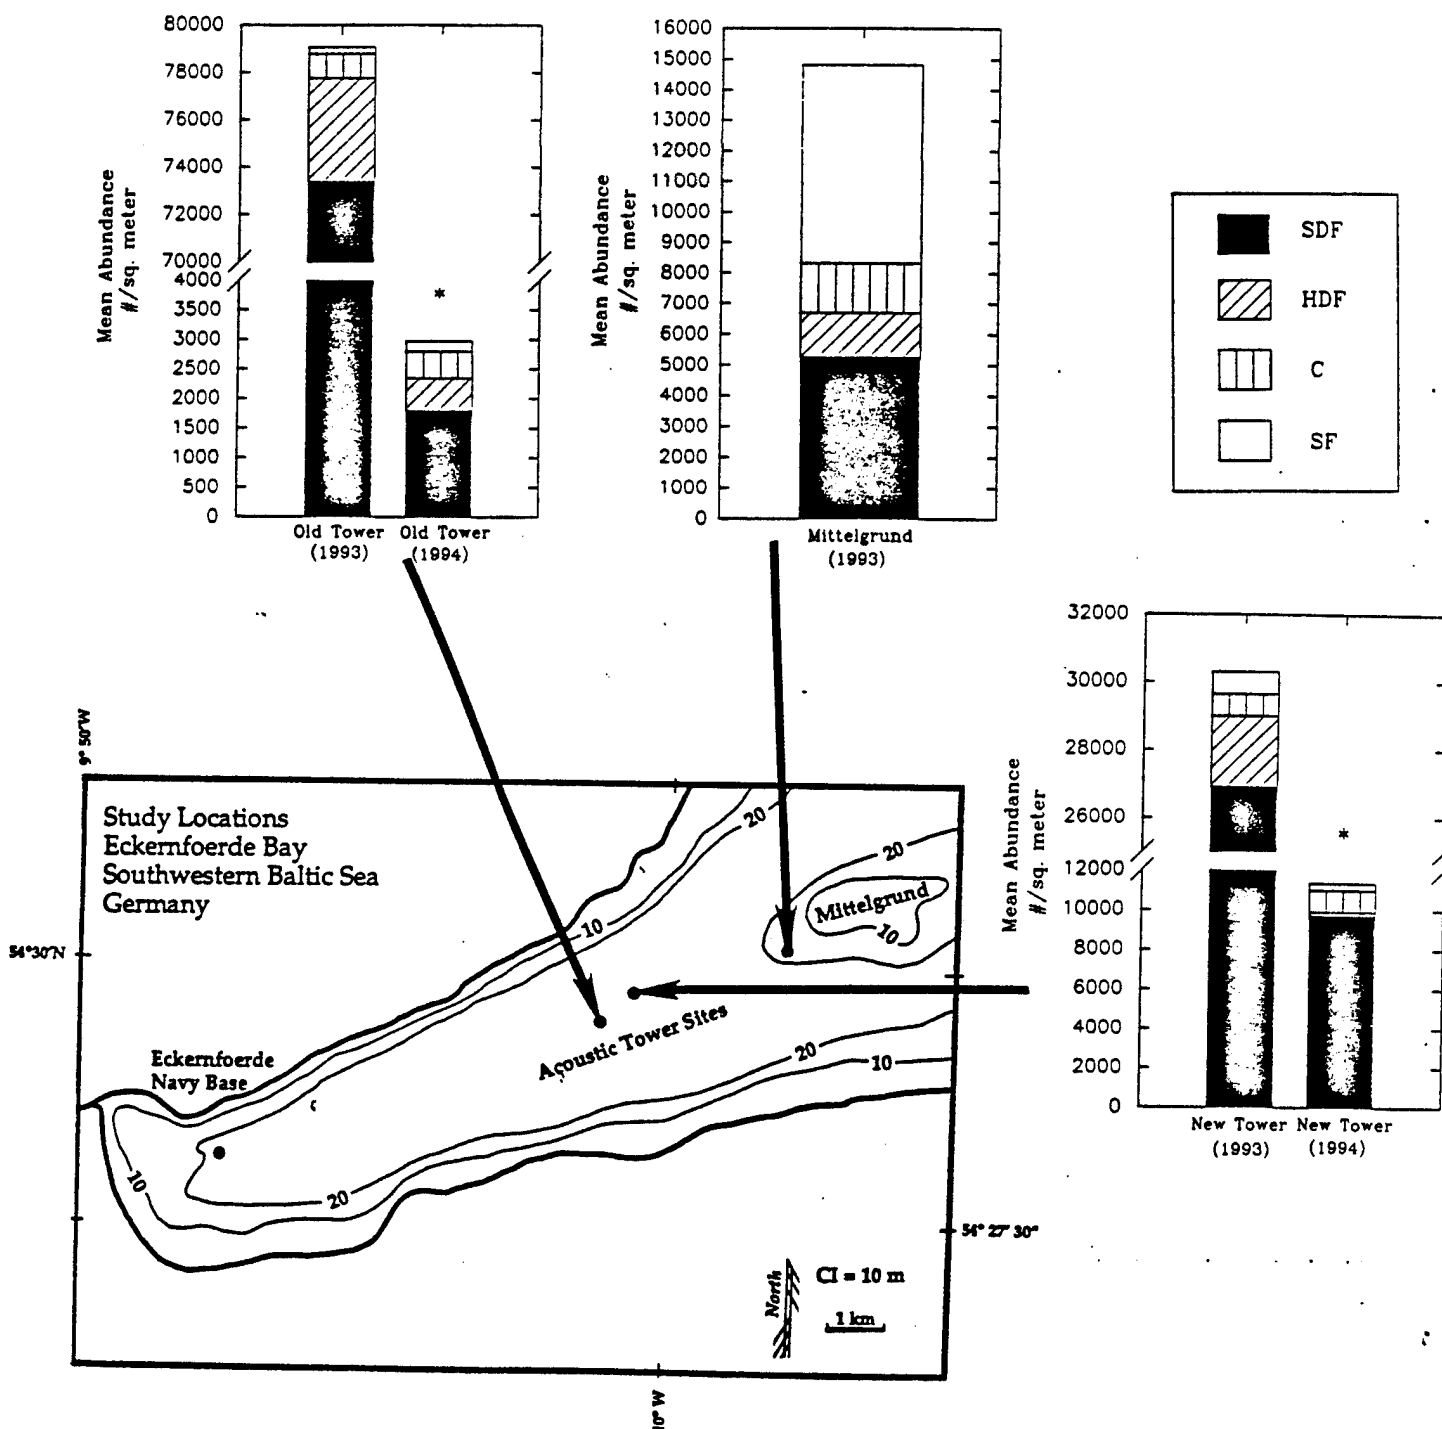 80000
78000
76000
74000
72000
70000
4000
3500
3000
2500
2000
1500
1000
500
0
Mean Abundance
#/sq. meter
*
Old Tower
(1993)
Old Tower
(1994)
16000
15000
14000
13000
12000
11000
10000
9000
8000
7000
6000
5000
4000
3000
2000
1000
0
Mean Abundance
#/sq. meter
Mittelgrund
(1993)
SDF
HDF
C
SF
32000
30000
28000
26000
12000
10000
8000
6000
4000
2000
0
Mean Abundance
#/sq. meter
*
New Tower
(1993)
New Tower
(1994)
9° 50'W
Study Locations
Eckernfoerde Bay
Southwestern Baltic Sea
Germany
54°30'N
20
20
Mittelgrund
10
10
Acoustic Tower Sites
Eckernfoerde
Navy Base
20
10
10
20
54° 27' 30"
North
CI = 10 m
1 km
10° W